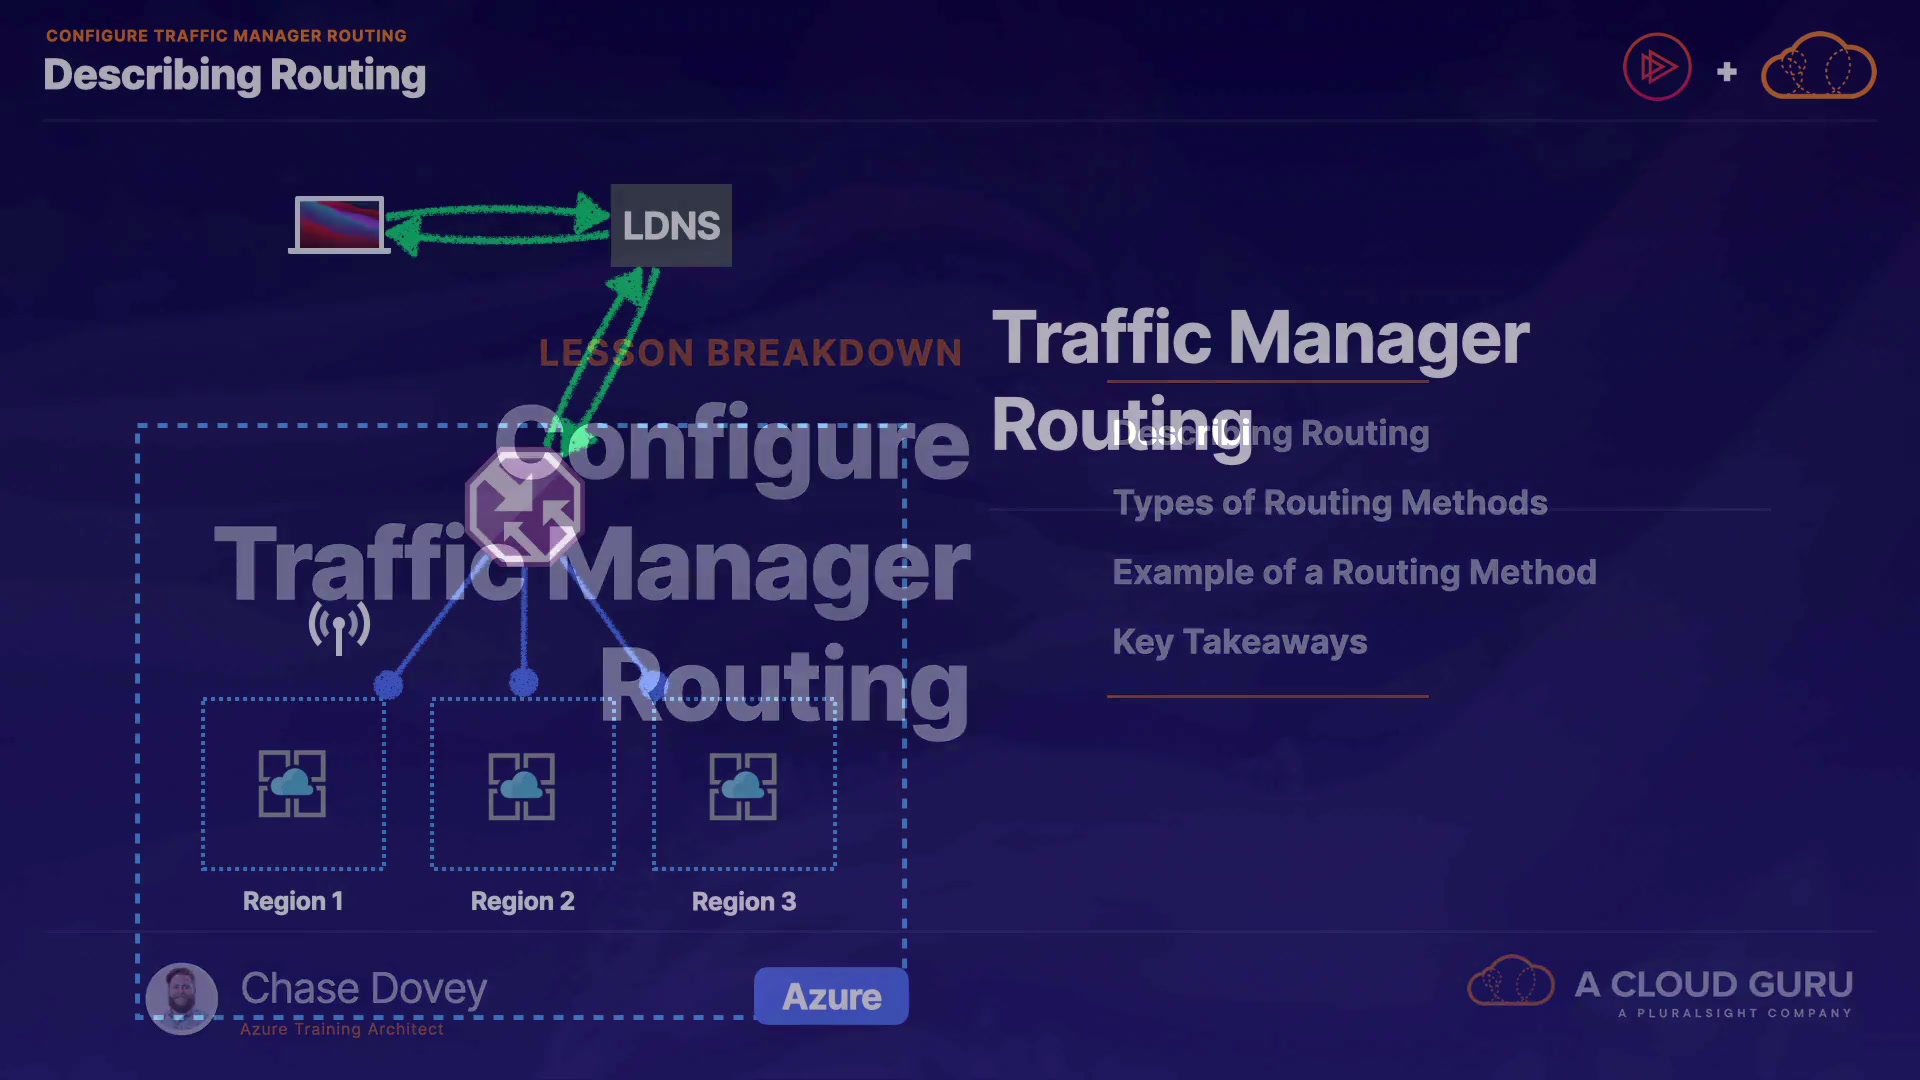 CONFIGURE TRAFFIC MANAGER ROUTING
Describing Routing
LDNS
LESSON BREAKDOWN
Configure
Traffic Manager
Routing
Traffic Manager
Routing
Describing Routing
Types of Routing Methods
Example of a Routing Method
Key Takeaways
Region 1
Region 2
Region 3
Chase Dovey
Azure Training Architect
Azure
A CLOUD GURU
A PLURALSIGHT COMPANY